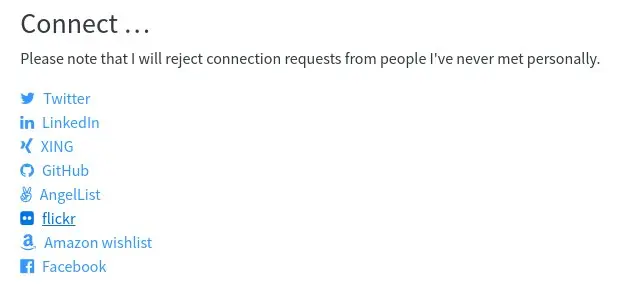 Connect …
Please note that I will reject connection requests from people I've never met personally.
Twitter
LinkedIn
XING
GitHub
AngelList
flickr
Amazon wishlist
Facebook